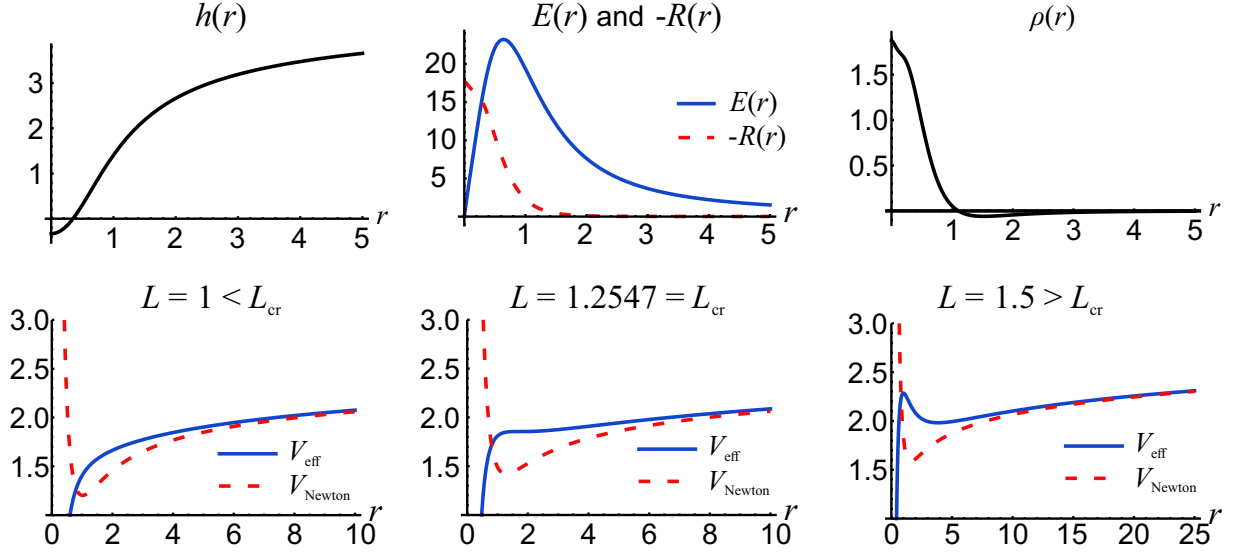 h(r)
3
2
1
1 2 3 4 5
r
E(r) and -R(r)
20
15
10
5
E(r)
-R(r)
1 2 3 4 5
r
ρ(r)
1.5
1.0
0.5
1 2 3 4 5
r
L = 1 < Lcr
3.0
2.5
2.0
1.5
Veff
VNewton
0 2 4 6 8 10
r
L = 1.2547 = Lcr
3.0
2.5
2.0
1.5
Veff
VNewton
0 2 4 6 8 10
r
L = 1.5 > Lcr
3.0
2.5
2.0
1.5
Veff
VNewton
0 5 10 15 20 25
r